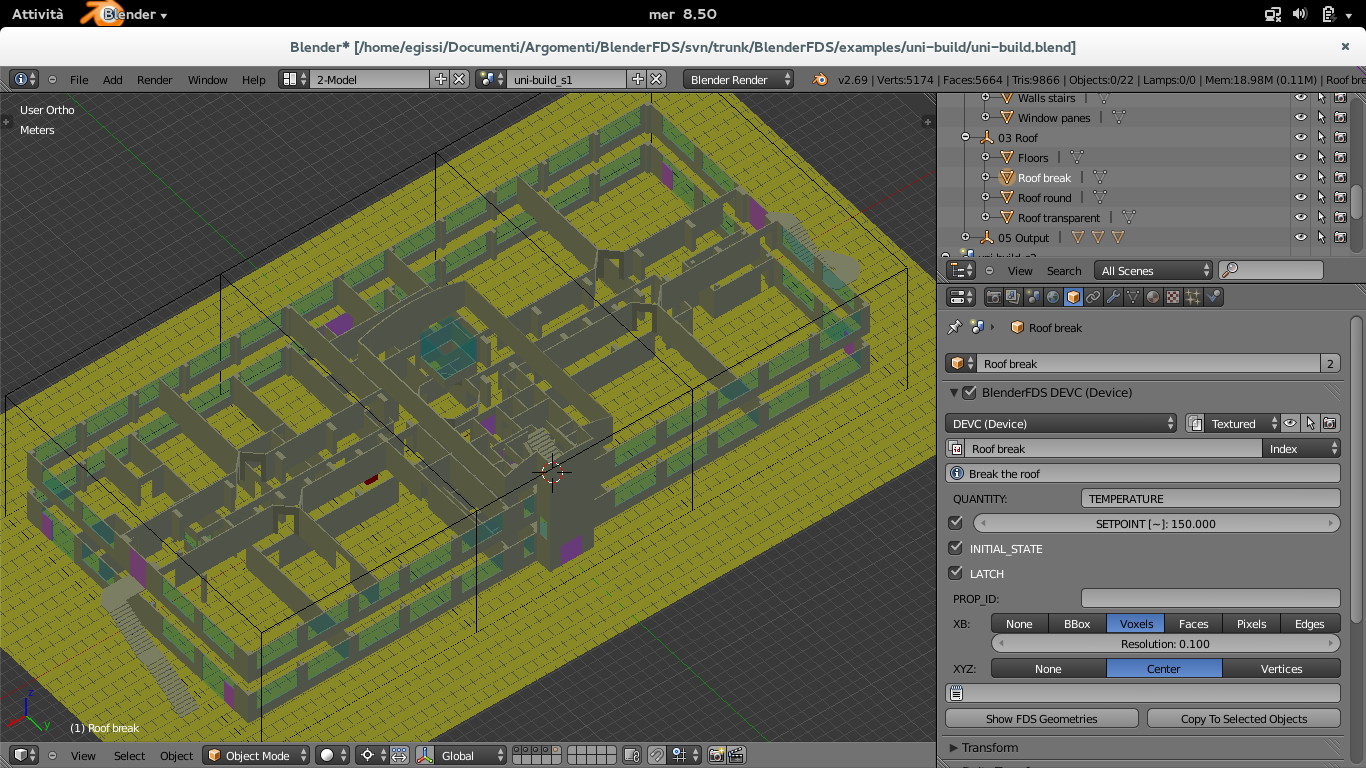 Attività
Blender
mer 8.50
Blender* [/home/egissi/Documenti/Argomenti/BlenderFDS/svn/trunk/BlenderFDS/examples/uni-build/uni-build.blend]
File Add Render Window Help
2-Model
uni-build_s1
Blender Render
v2.69 | Verts:5174 | Faces:5664 | Tris:9866 | Objects:0/22 | Lamps:0/0 | Mem:18.98M (0.11M) | Roof bre
User Ortho
Meters
Walls stairs
Window panes
03 Roof
Floors
Roof break
Roof round
Roof transparent
05 Output
View Search All Scenes
Roof break
Roof break 2
BlenderFDS DEVC (Device)
DEVC (Device) Textured
Roof break Index
Break the roof
QUANTITY: TEMPERATURE
SETPOINT [~]: 150.000
INITIAL_STATE
LATCH
PROP_ID:
XB: None BBox Voxels Faces Pixels Edges
Resolution: 0.100
XYZ: None Center Vertices
Show FDS Geometries Copy To Selected Objects
Transform
z
y
(1) Roof break
View Select Object Object Mode Global